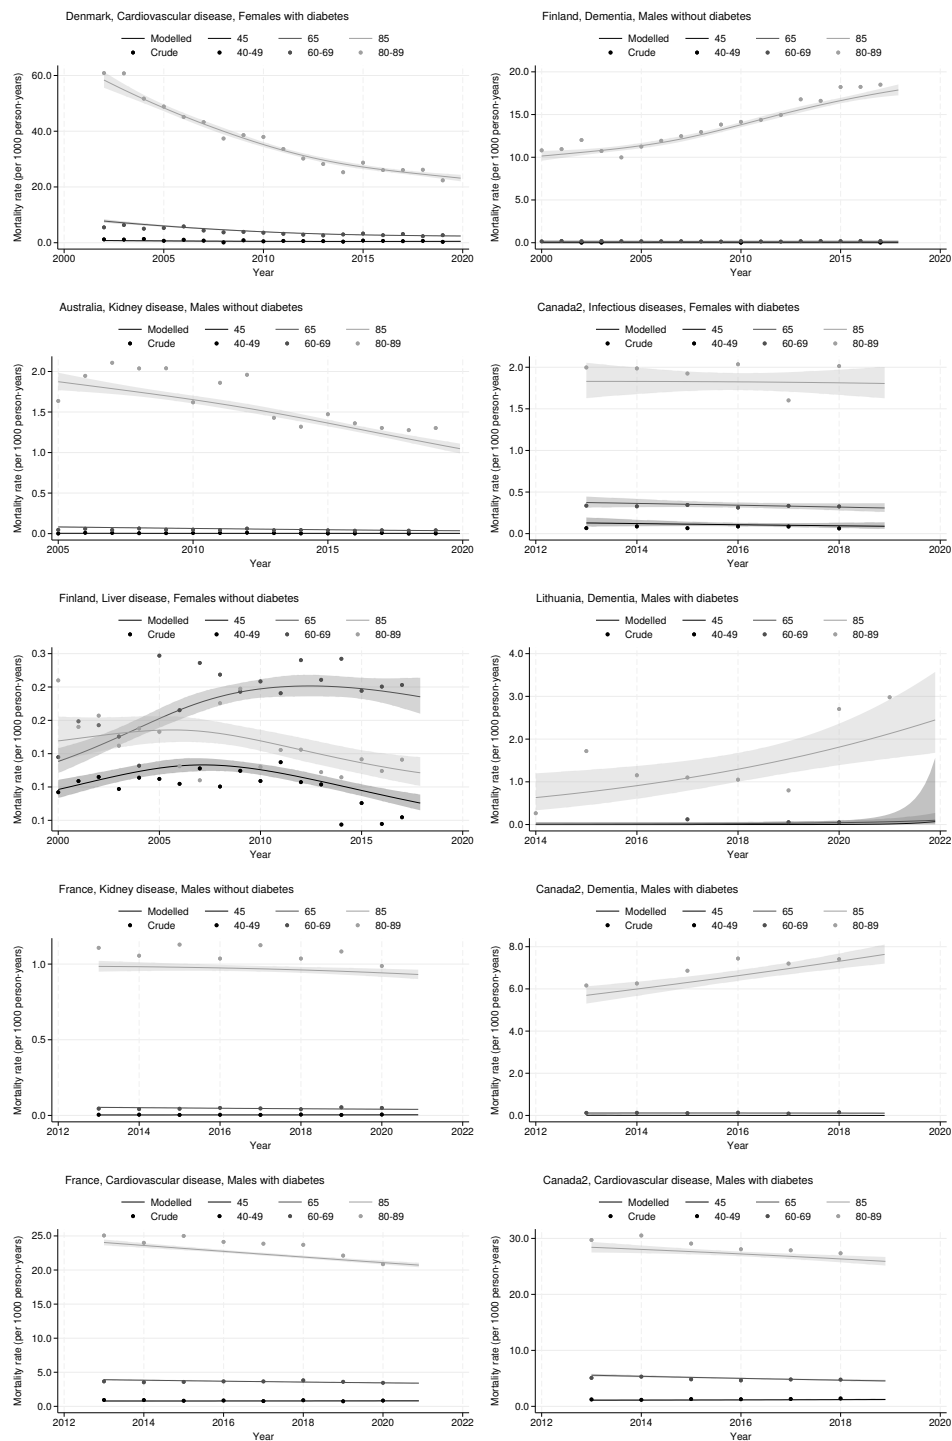 Denmark, Cardiovascular disease, Females with diabetes
Modelled 45 65 85
Crude 40-49 60-69 80-89
Mortality rate (per 1000 person-years)
60.0
40.0
20.0
0.0
2000 2005 2010 2015 2020
Year
Finland, Dementia, Males without diabetes
Modelled 45 65 85
Crude 40-49 60-69 80-89
Mortality rate (per 1000 person-years)
20.0
15.0
10.0
5.0
0.0
2000 2005 2010 2015 2020
Year
Australia, Kidney disease, Males without diabetes
Modelled 45 65 85
Crude 40-49 60-69 80-89
Mortality rate (per 1000 person-years)
2.0
1.5
1.0
0.5
0.0
2005 2010 2015 2020
Year
Canada2, Infectious diseases, Females with diabetes
Modelled 45 65 85
Crude 40-49 60-69 80-89
Mortality rate (per 1000 person-years)
2.0
1.5
1.0
0.5
0.0
2012 2014 2016 2018 2020
Year
Finland, Liver disease, Females without diabetes
Modelled 45 65 85
Crude 40-49 60-69 80-89
Mortality rate (per 1000 person-years)
0.3
0.2
0.2
0.1
0.1
0.1
2000 2005 2010 2015 2020
Year
Lithuania, Dementia, Males with diabetes
Modelled 45 65 85
Crude 40-49 60-69 80-89
Mortality rate (per 1000 person-years)
4.0
3.0
2.0
1.0
0.0
2014 2016 2018 2020 2022
Year
France, Kidney disease, Males without diabetes
Modelled 45 65 85
Crude 40-49 60-69 80-89
Mortality rate (per 1000 person-years)
1.0
0.5
0.0
2012 2014 2016 2018 2020 2022
Year
Canada2, Dementia, Males with diabetes
Modelled 45 65 85
Crude 40-49 60-69 80-89
Mortality rate (per 1000 person-years)
8.0
6.0
4.0
2.0
0.0
2012 2014 2016 2018 2020
Year
France, Cardiovascular disease, Males with diabetes
Modelled 45 65 85
Crude 40-49 60-69 80-89
Mortality rate (per 1000 person-years)
25.0
20.0
15.0
10.0
5.0
0.0
2012 2014 2016 2018 2020 2022
Year
Canada2, Cardiovascular disease, Males with diabetes
Modelled 45 65 85
Crude 40-49 60-69 80-89
Mortality rate (per 1000 person-years)
30.0
20.0
10.0
0.0
2012 2014 2016 2018 2020
Year